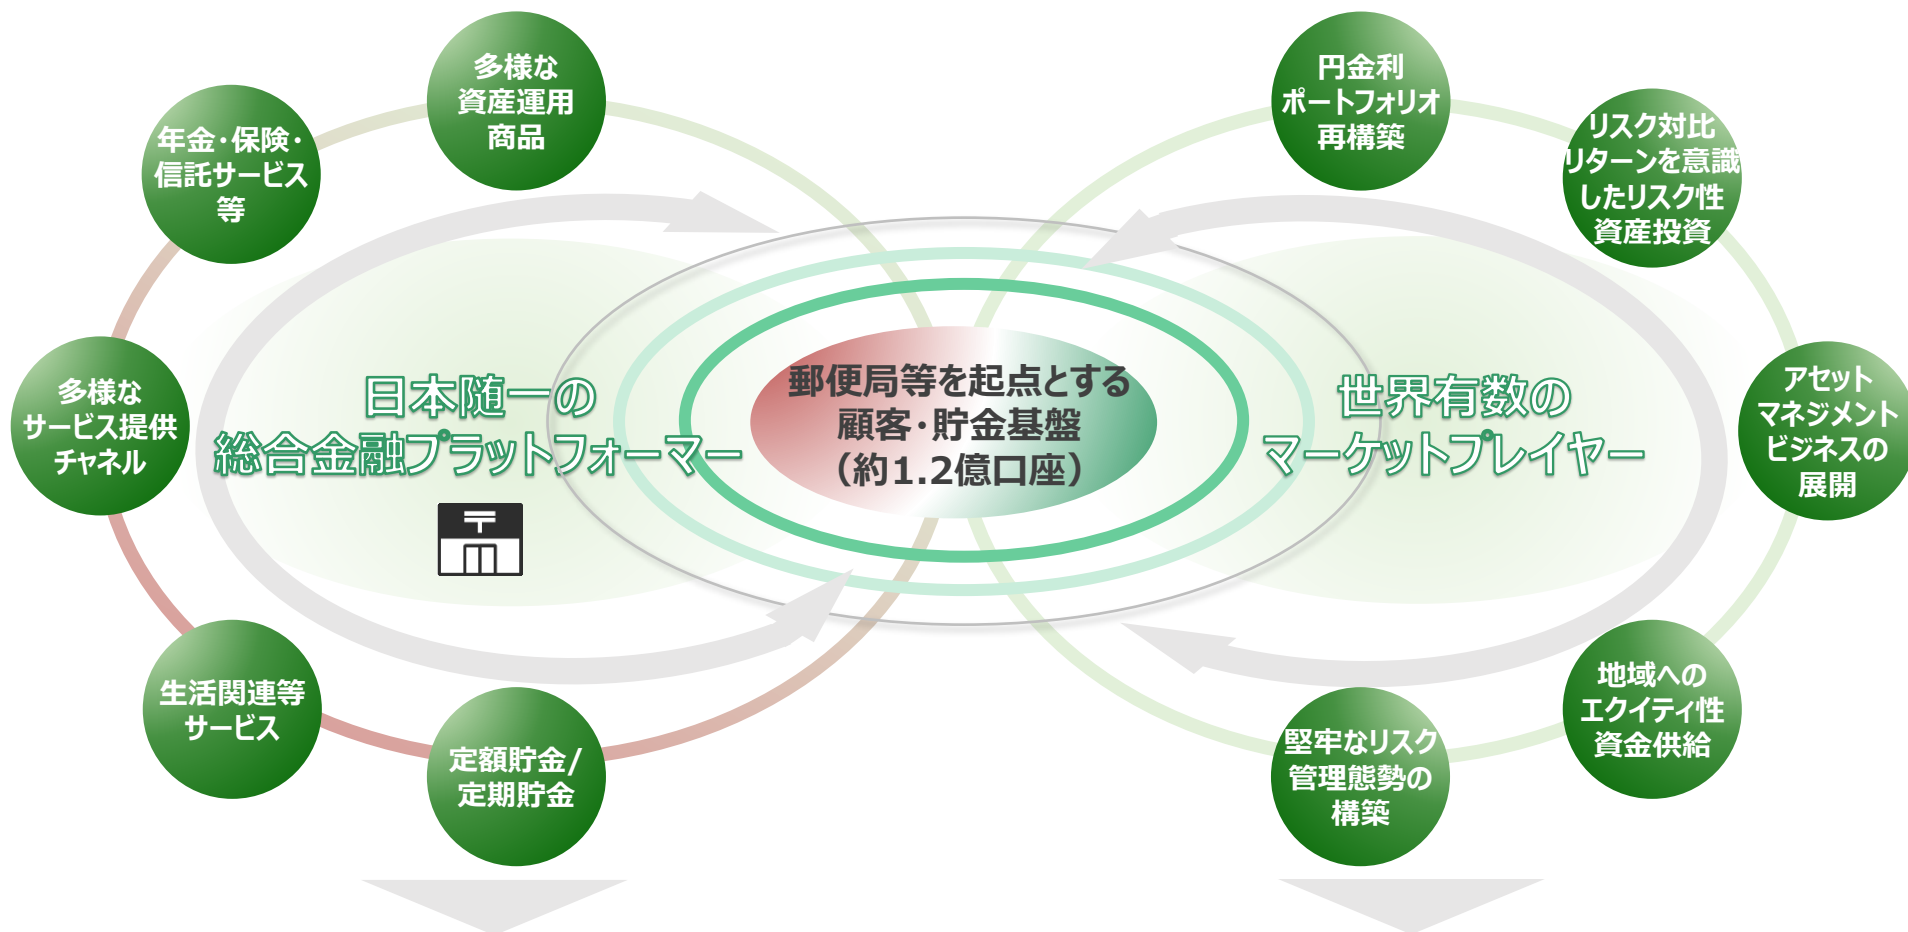 多様な
資産運用
商品
年金・保険・
信託サービス
等
多様な
サービス提供
チャネル
生活関連等
サービス
定額貯金/
定期貯金
日本随一の
総合金融プラットフォーマー
郵便局等を起点とする
顧客・貯金基盤
（約1.2億口座）
世界有数の
マーケットプレイヤー
円金利
ポートフォリオ
再構築
リスク対比
リターンを意識
したリスク性
資産投資
アセット
マネジメント
ビジネスの
展開
地域への
エクイティ性
資金供給
堅牢なリスク
管理態勢の
構築